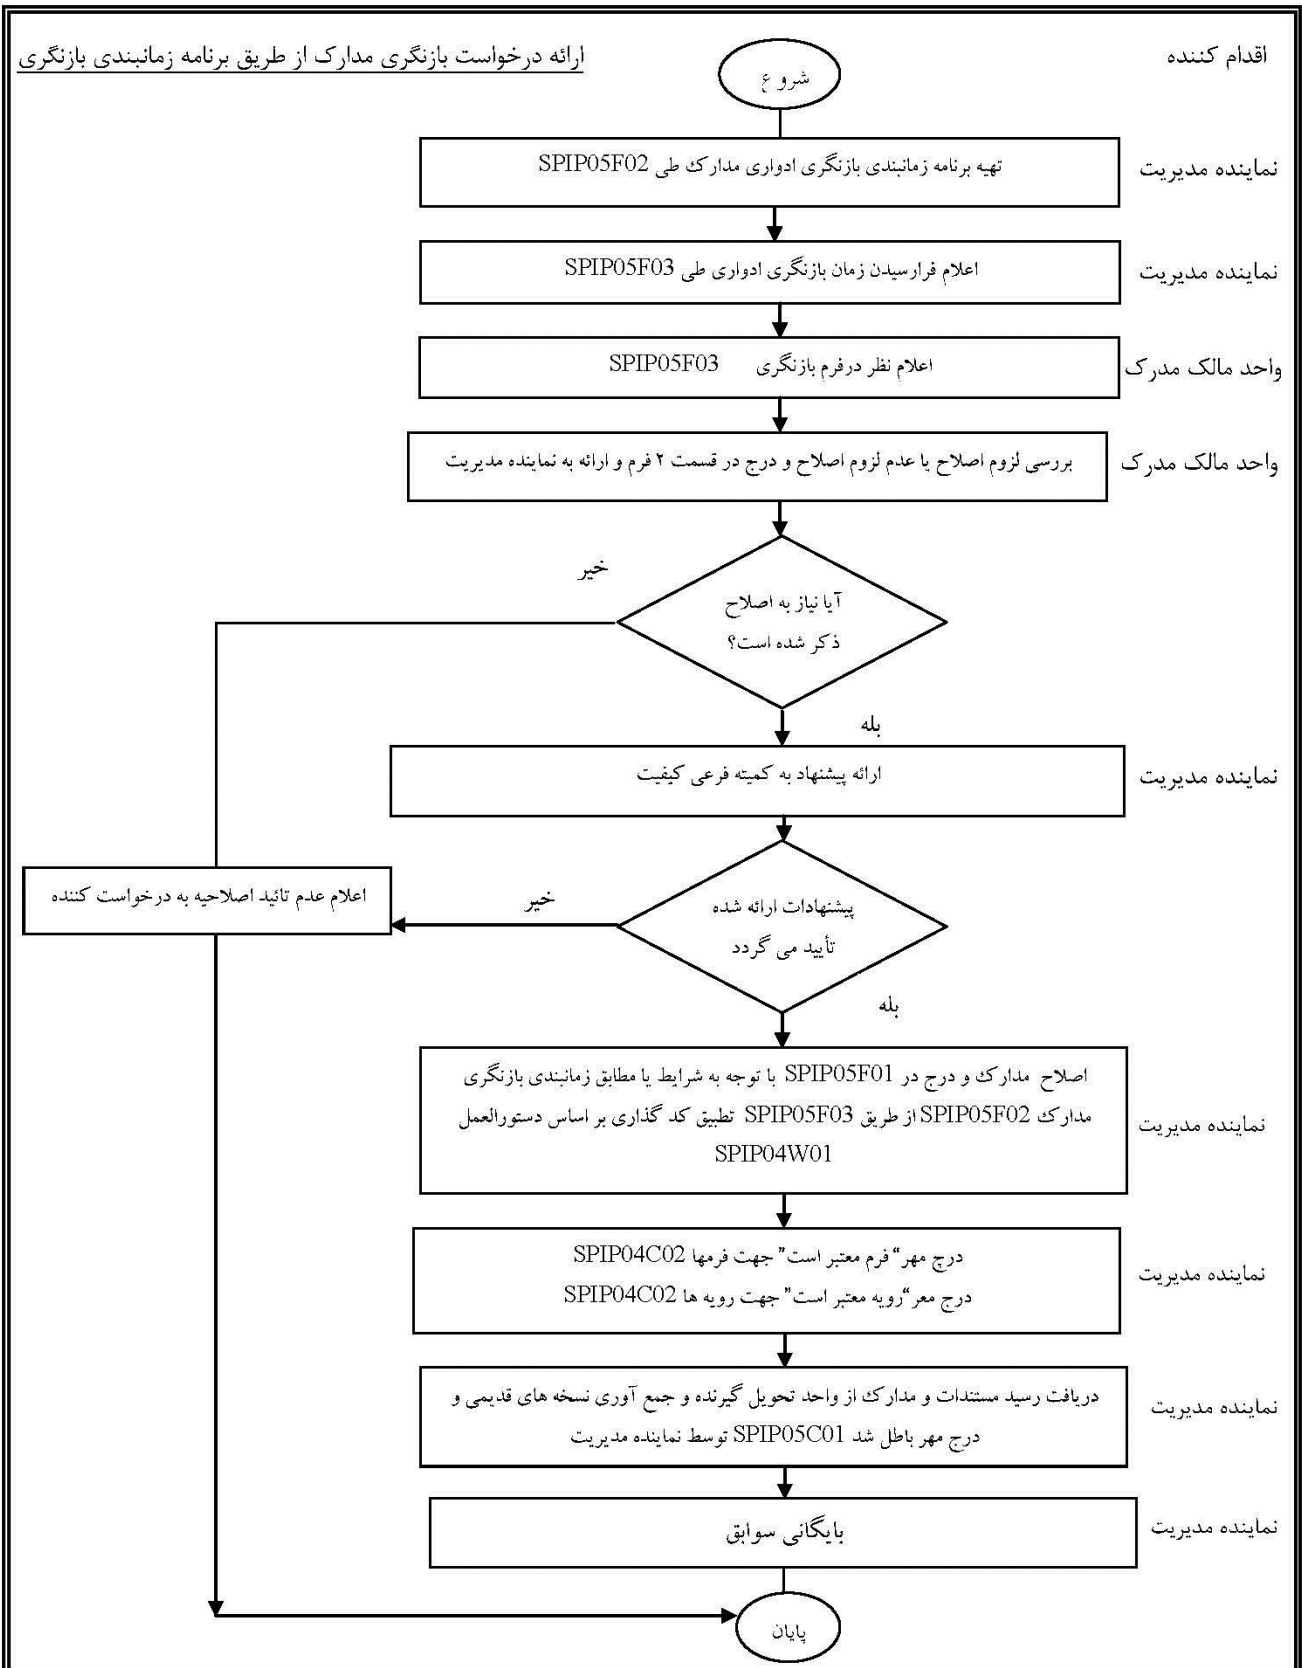 اقدام کننده
ارائه درخواست بازنگری مدارک از طریق برنامه زمانبندی بازنگری
شروع
نماینده مدیریت
تهیه برنامه زمانبندی بازنگری ادواری مدارک طی SPIP05F02
نماینده مدیریت
اعلام فرارسیدن زمان بازنگری ادواری طی SPIP05F03
واحد مالک مدرک
اعلام نظر درفرم بازنگری SPIP05F03
واحد مالک مدرک
بررسی لزوم اصلاح یا عدم لزوم اصلاح و درج در قسمت ۲ فرم و ارائه به نماینده مدیریت
خیر
آیا نیاز به اصلاح
ذکر شده است؟
بله
نماینده مدیریت
ارائه پیشنهاد به کمیته فرعی کیفیت
پیشنهادات ارائه شده
تأیید می گردد
خیر
اعلام عدم تائید اصلاحیه به درخواست کننده
بله
نماینده مدیریت
اصلاح مدارک و درج در SPIP05F01 با توجه به شرایط یا مطابق زمانبندی بازنگری
مدارک SPIP05F02 از طریق SPIP05F03 تطبیق کد گذاری بر اساس دستورالعمل
SPIP04W01
نماینده مدیریت
درج مهر“ فرم معتبر است” جهت فرمها SPIP04C02
درج معر“رویه معتبر است” جهت رویه ها SPIP04C02
نماینده مدیریت
دریافت رسید مستندات و مدارک از واحد تحویل گیرنده و جمع آوری نسخه های قدیمی و
درج مهر باطل شد SPIP05C01 توسط نماینده مدیریت
نماینده مدیریت
بایگانی سوابق
پایان